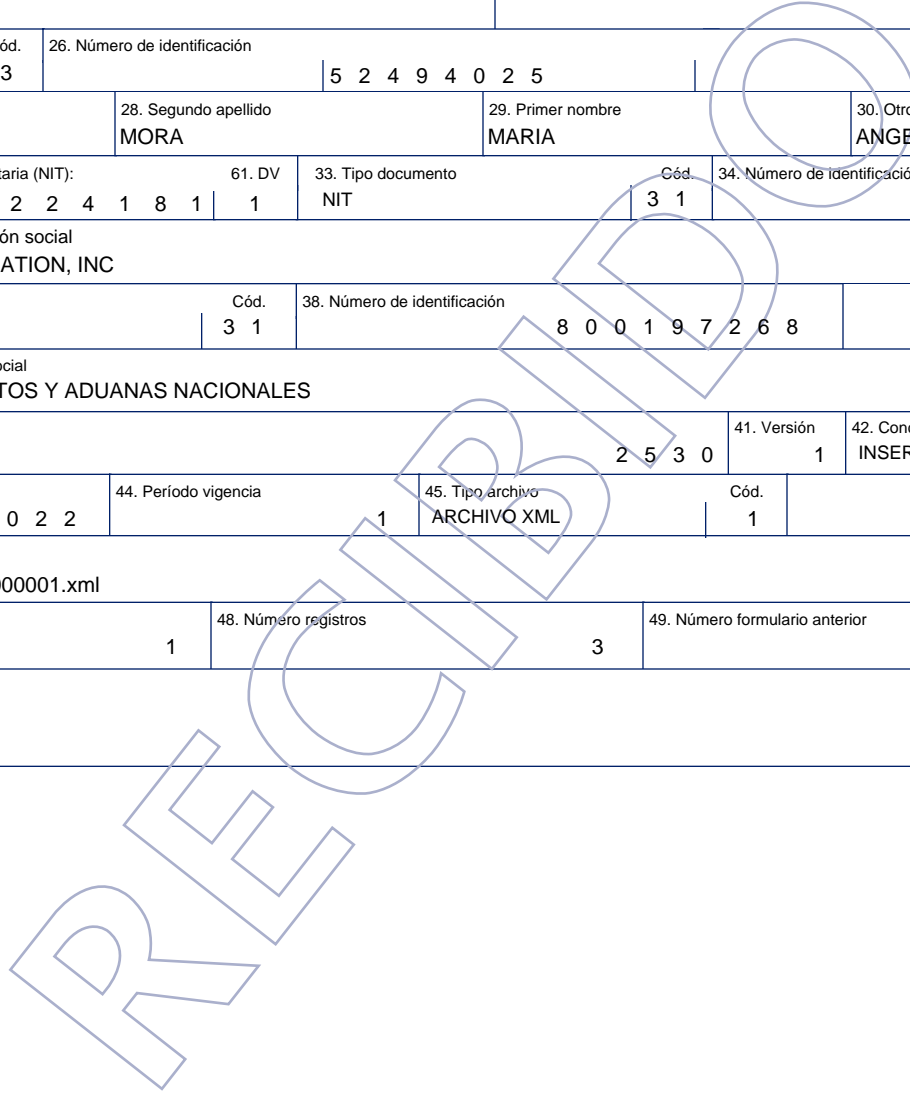 ód. 26. Número de identificación
3 5 2 4 9 4 0 2 5
28. Segundo apellido 29. Primer nombre 30. Otro
MORA MARIA ANGE
taria (NIT): 61. DV 33. Tipo documento Cód. 34. Número de identificació
2 2 4 1 8 1 1 NIT 3 1
ón social
ATION, INC
Cód. 38. Número de identificación
3 1 8 0 0 1 9 7 2 6 8
ocial
TOS Y ADUANAS NACIONALES
41. Versión 42. Conc
2 5 3 0 1 INSER
44. Período vigencia 45. Tipo archivo Cód.
0 2 2 1 ARCHIVO XML 1
000001.xml
48. Número registros 49. Número formulario anterior
1 3
RECIBIDO